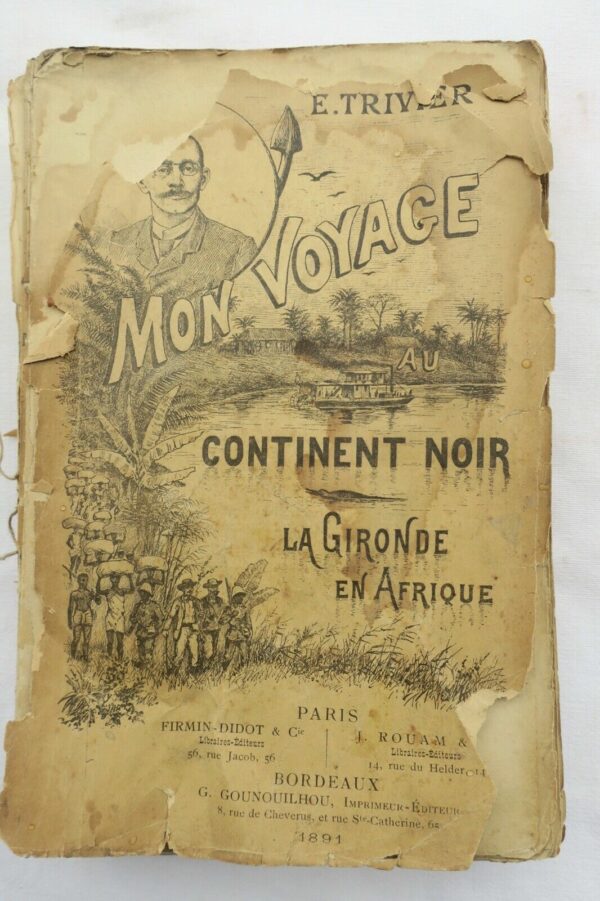 E. TRIVIER
MON VOYAGE
AU
CONTINENT NOIR
LA GIRONDE
EN AFRIQUE
PARIS
FIRMIN-DIDOT & Cie
Libraires-Éditeurs
56, rue Jacob, 56
J. ROUAM &
Libraires-Éditeurs
14, rue du Helder, 14
BORDEAUX
G. GOUNOUILHOU, IMPRIMEUR-ÉDITEUR
8, rue de Cheverus, et rue Ste-Catherine, 65
1891